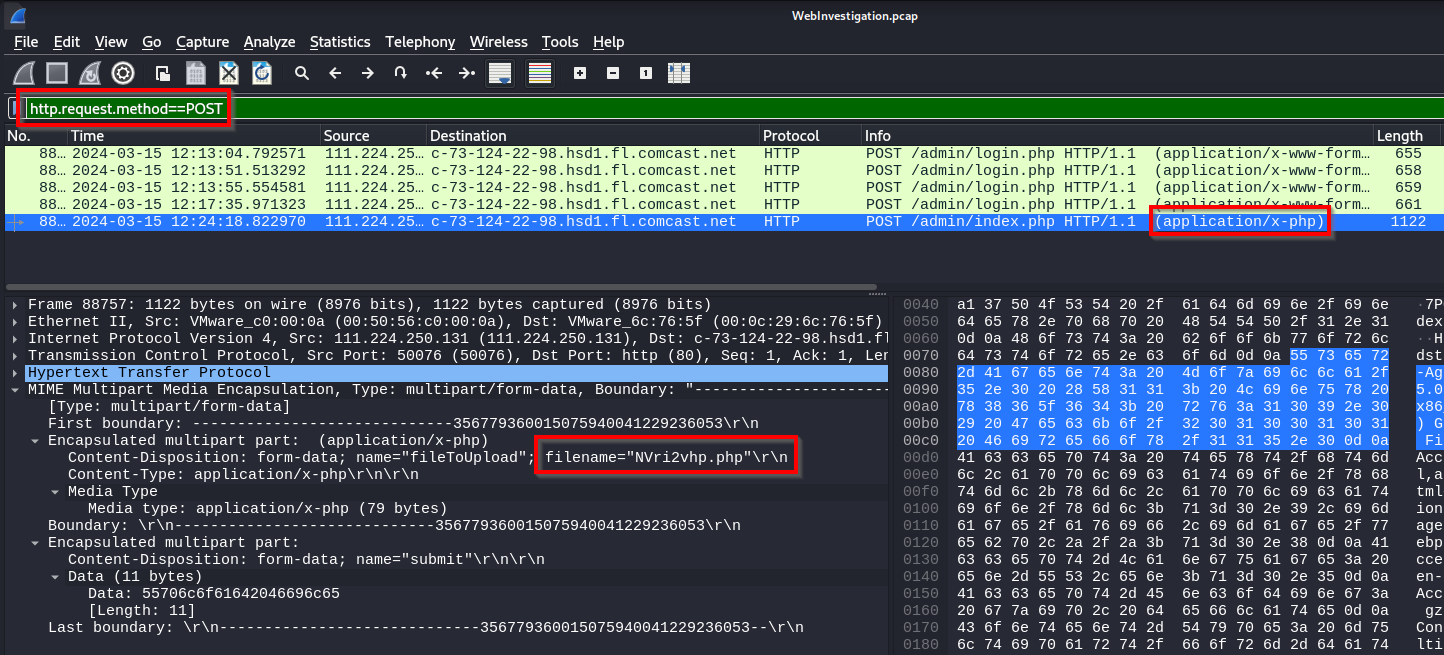 WebInvestigation.pcap
File Edit View Go Capture Analyze Statistics Telephony Wireless Tools Help
http.request.method==POST
No. Time Source Destination Protocol Info Length
88… 2024-03-15 12:13:04.792571 111.224.25… c-73-124-22-98.hsd1.fl.comcast.net HTTP POST /admin/login.php HTTP/1.1 (application/x-www-form… 655
88… 2024-03-15 12:13:51.513292 111.224.25… c-73-124-22-98.hsd1.fl.comcast.net HTTP POST /admin/login.php HTTP/1.1 (application/x-www-form… 658
88… 2024-03-15 12:13:55.554581 111.224.25… c-73-124-22-98.hsd1.fl.comcast.net HTTP POST /admin/login.php HTTP/1.1 (application/x-www-form… 659
88… 2024-03-15 12:17:35.971323 111.224.25… c-73-124-22-98.hsd1.fl.comcast.net HTTP POST /admin/login.php HTTP/1.1 (application/x-www-form… 661
88… 2024-03-15 12:24:18.822970 111.224.25… c-73-124-22-98.hsd1.fl.comcast.net HTTP POST /admin/index.php HTTP/1.1 (application/x-php) 1122
Frame 88757: 1122 bytes on wire (8976 bits), 1122 bytes captured (8976 bits)
Ethernet II, Src: VMware_c0:00:0a (00:50:56:c0:00:0a), Dst: VMware_6c:76:5f (00:0c:29:6c:76:5f)
Internet Protocol Version 4, Src: 111.224.250.131 (111.224.250.131), Dst: c-73-124-22-98.hsd1.fl
Transmission Control Protocol, Src Port: 50076 (50076), Dst Port: http (80), Seq: 1, Ack: 1, Len
Hypertext Transfer Protocol
MIME Multipart Media Encapsulation, Type: multipart/form-data, Boundary: "---------------------
[Type: multipart/form-data]
First boundary: -----------------------------356779360015075940041229236053\r\n
Encapsulated multipart part: (application/x-php)
Content-Disposition: form-data; name="fileToUpload"; filename="NVri2vhp.php"\r\n
Content-Type: application/x-php\r\n\r\n
Media Type
Media type: application/x-php (79 bytes)
Boundary: \r\n-----------------------------356779360015075940041229236053\r\n
Encapsulated multipart part:
Content-Disposition: form-data; name="submit"\r\n\r\n
Data (11 bytes)
Data: 55706c6f61642046696c65
[Length: 11]
Last boundary: \r\n-----------------------------356779360015075940041229236053--\r\n
0040 a1 37 50 4f 53 54 20 2f 61 64 6d 69 6e 2f 69 6e ·7PO
0050 64 65 78 2e 70 68 70 20 48 54 54 50 2f 31 2e 31 dex
0060 0d 0a 48 6f 73 74 3a 20 62 6f 6f 6b 77 6f 72 6c ··H
0070 64 73 74 6f 72 65 2e 63 6f 6d 0d 0a 55 73 65 72 dst
0080 2d 41 67 65 6e 74 3a 20 4d 6f 7a 69 6c 6c 61 2f -Ag
0090 35 2e 30 20 28 58 31 31 3b 20 4c 69 6e 75 78 20 5.0
00a0 78 38 36 5f 36 34 3b 20 72 76 3a 31 30 39 2e 30 x86
00b0 29 20 47 65 63 6b 6f 2f 32 30 31 30 30 31 30 31 ) G
00c0 20 46 69 72 65 66 6f 78 2f 31 31 35 2e 30 0d 0a Fi
00d0 41 63 63 65 70 74 3a 20 74 65 78 74 2f 68 74 6d Acc
00e0 6c 2c 61 70 70 6c 69 63 61 74 69 6f 6e 2f 78 68 l,a
00f0 74 6d 6c 2b 78 6d 6c 2c 61 70 70 6c 69 63 61 74 tml
0100 69 6f 6e 2f 78 6d 6c 3b 71 3d 30 2e 39 2c 69 6d ion
0110 61 67 65 2f 61 76 69 66 2c 69 6d 61 67 65 2f 77 age
0120 65 62 70 2c 2a 2f 2a 3b 71 3d 30 2e 38 0d 0a 41 ebp
0130 63 63 65 70 74 2d 4c 61 6e 67 75 61 67 65 3a 20 cce
0140 65 6e 2d 55 53 2c 65 6e 3b 71 3d 30 2e 35 0d 0a en-
0150 41 63 63 65 70 74 2d 45 6e 63 6f 64 69 6e 67 3a Acc
0160 20 67 7a 69 70 2c 20 64 65 66 6c 61 74 65 0d 0a gz
0170 43 6f 6e 74 65 6e 74 2d 54 79 70 65 3a 20 6d 75 Con
0180 6c 74 69 70 61 72 74 2f 66 6f 72 6d 2d 64 61 74 lti